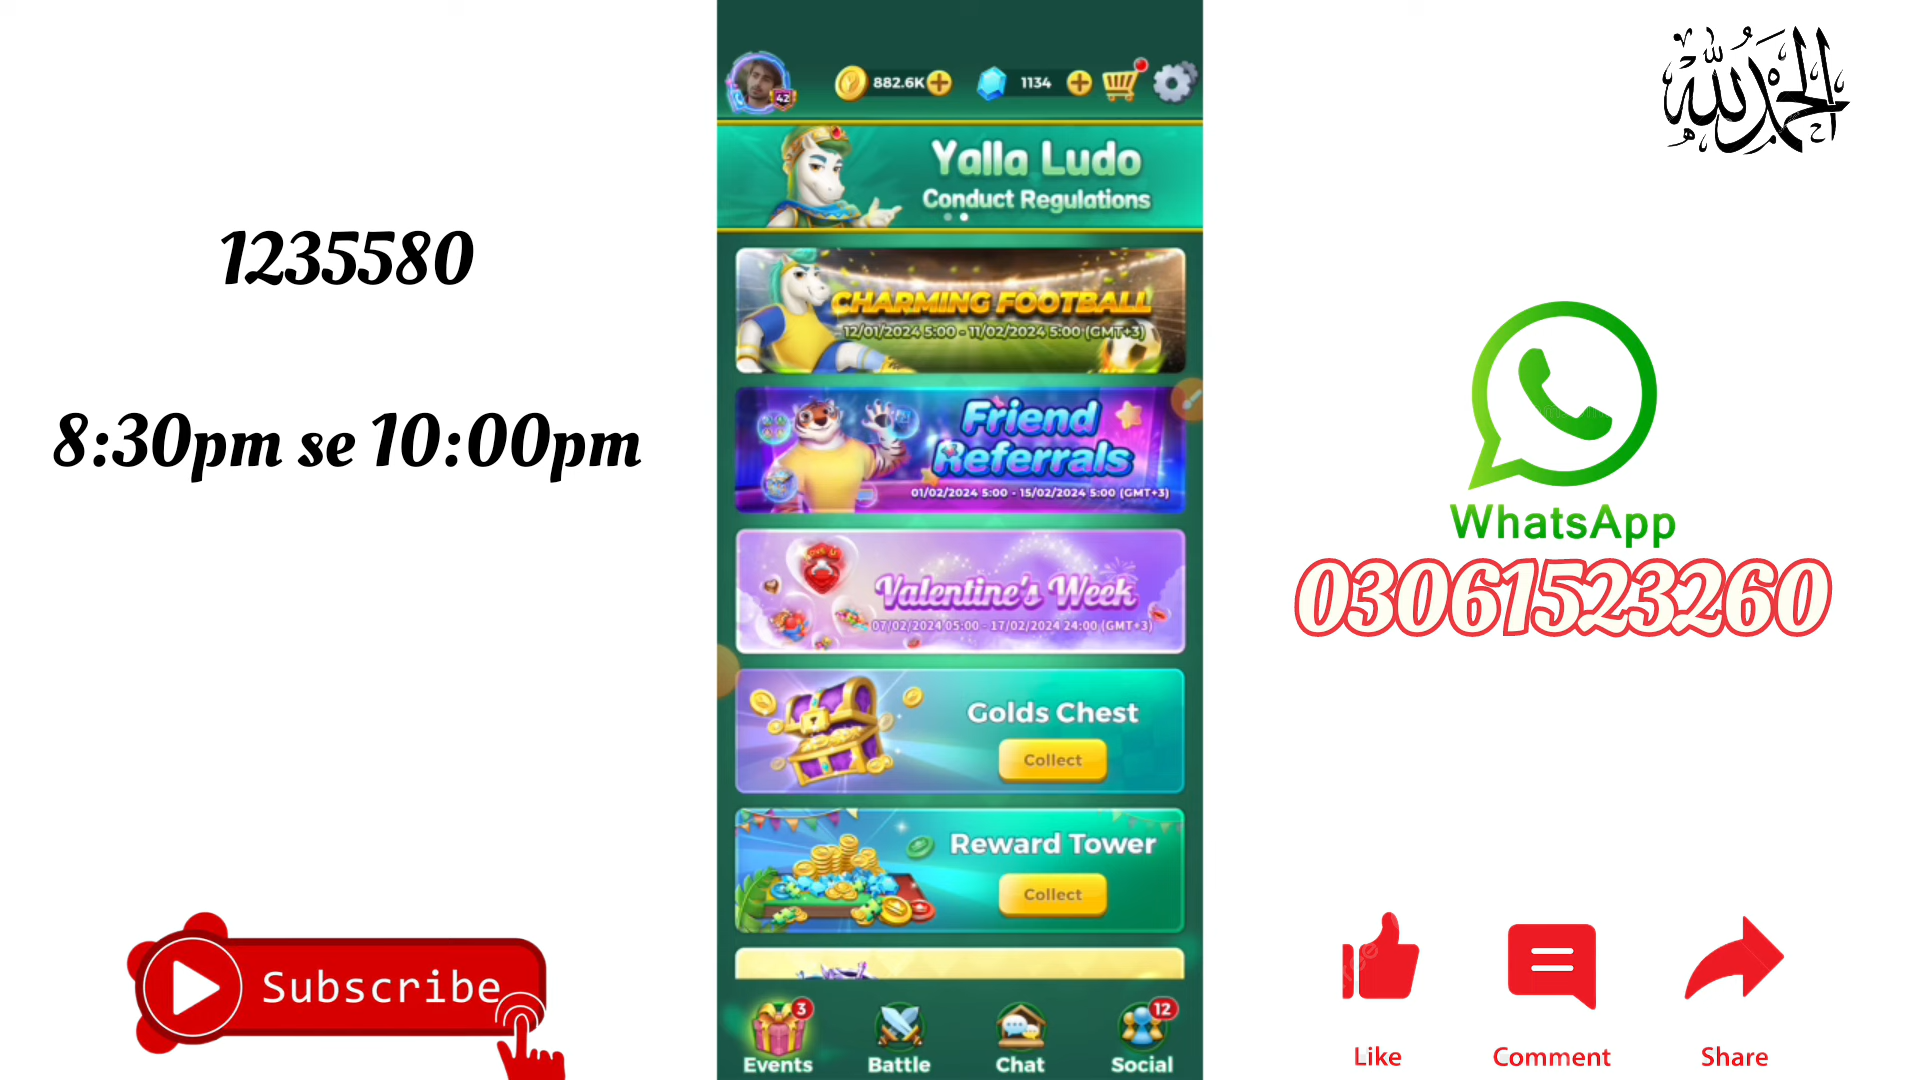 الحمد لله
1235580
8:30pm se 10:00pm
42
882.6K
1134
Yalla Ludo
Conduct Regulations
CHARMING FOOTBALL
12/01/2024 5:00 - 11/02/2024 5:00 (GMT+3)
Friend
Referrals
01/02/2024 5:00 - 15/02/2024 5:00 (GMT+3)
Valentine's Week
07/02/2024 05:00 - 17/02/2024 24:00 (GMT+3)
Golds Chest
Collect
Reward Tower
Collect
3
12
Events
Battle
Chat
Social
WhatsApp
03061523260
Subscribe
Like
Comment
Share